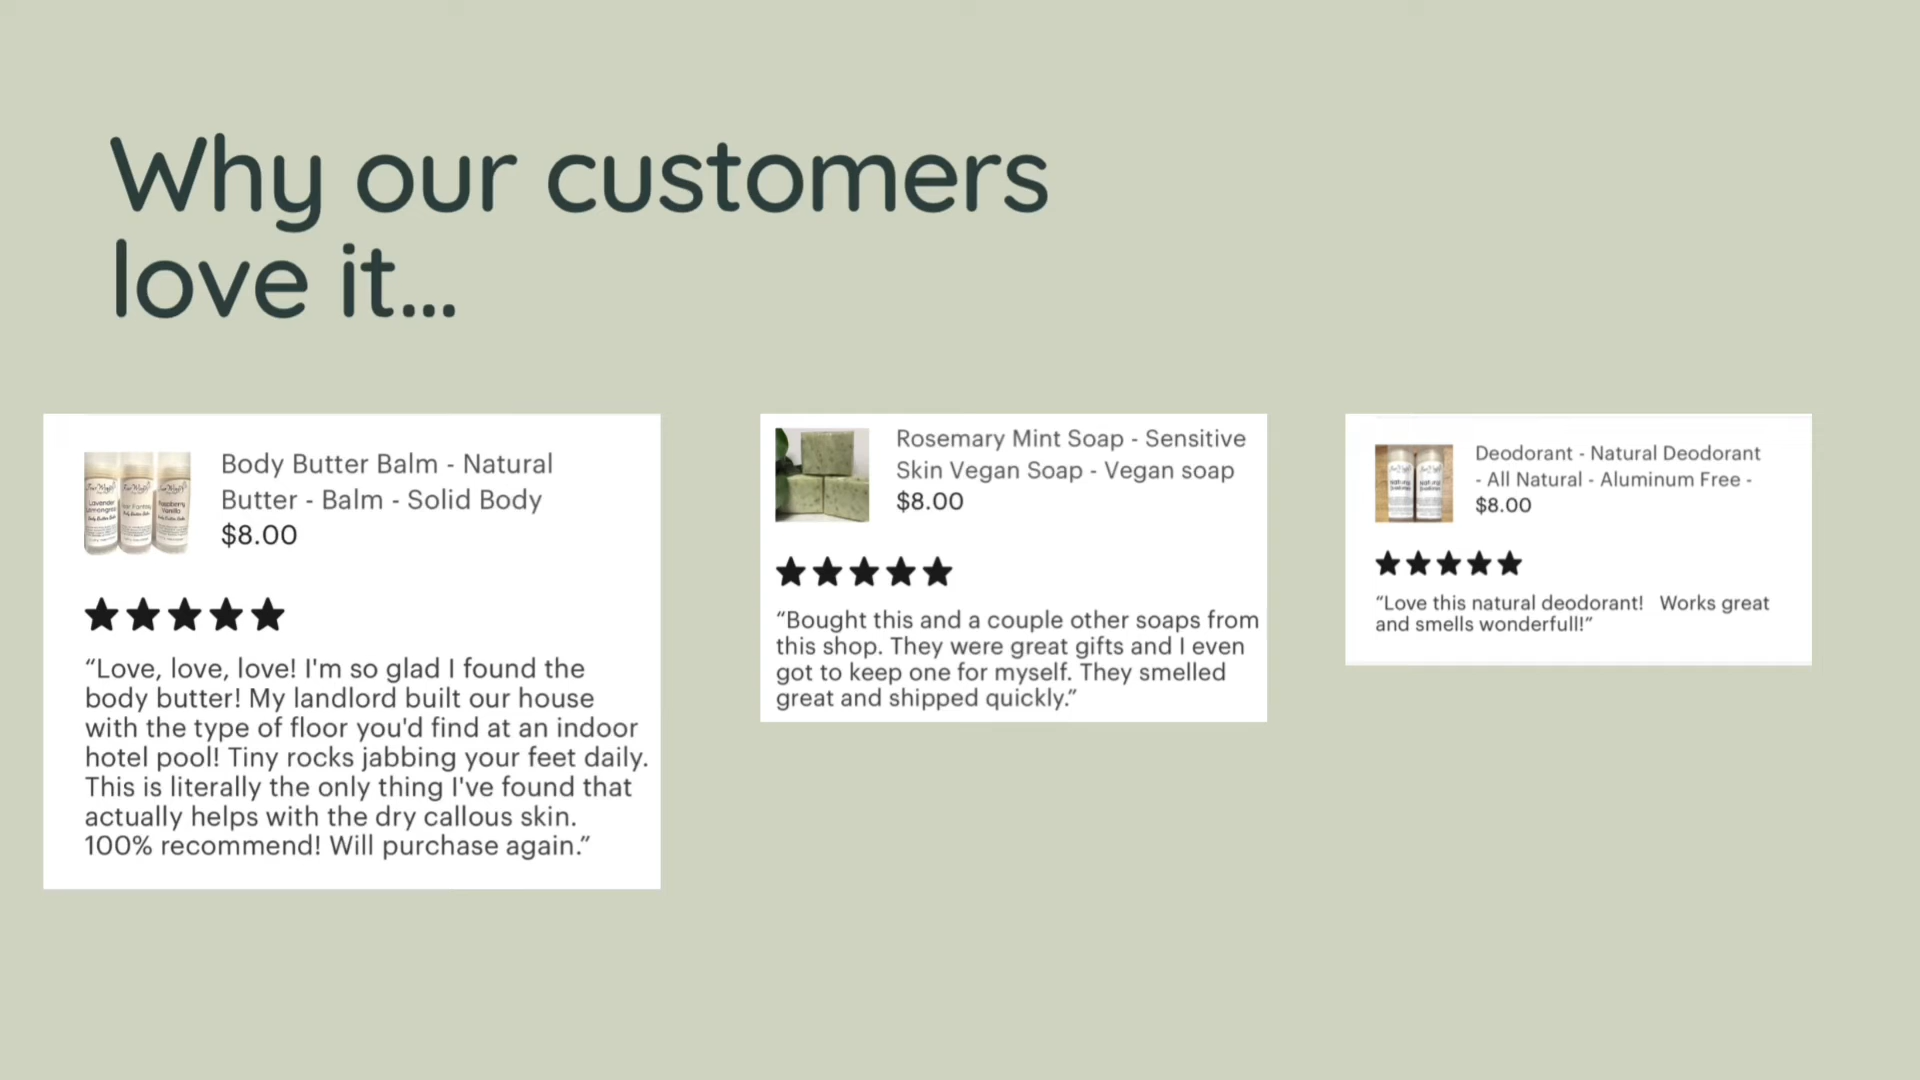 Why our customers
love it...
Body Butter Balm - Natural
Butter - Balm - Solid Body
$8.00
“Love, love, love! I'm so glad I found the
body butter! My landlord built our house
with the type of floor you'd find at an indoor
hotel pool! Tiny rocks jabbing your feet daily.
This is literally the only thing I've found that
actually helps with the dry callous skin.
100% recommend! Will purchase again.”
Rosemary Mint Soap - Sensitive
Skin Vegan Soap - Vegan soap
$8.00
“Bought this and a couple other soaps from
this shop. They were great gifts and I even
got to keep one for myself. They smelled
great and shipped quickly.”
Deodorant - Natural Deodorant
- All Natural - Aluminum Free -
$8.00
“Love this natural deodorant! Works great
and smells wonderfull!”